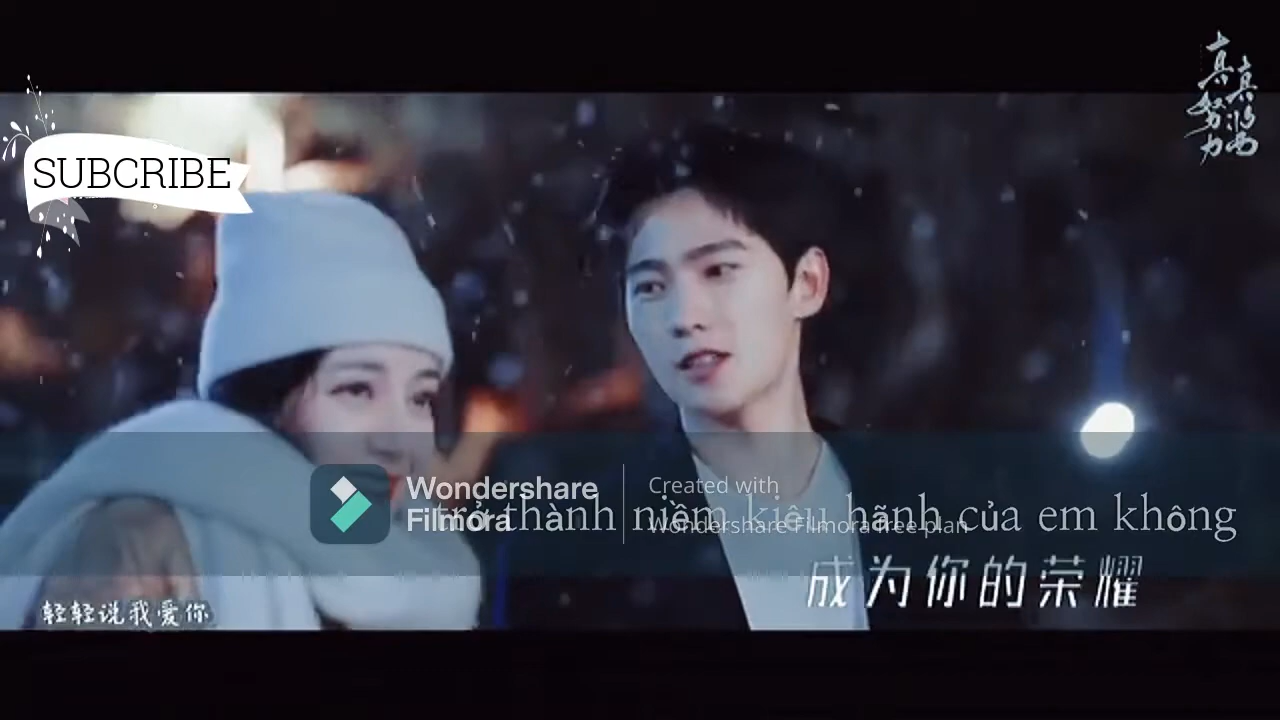 SUBCRIBE
Wondershare
Filmora
Created with
Wondershare Filmora free plan
trở thành niềm kiêu hãnh của em không
成为你的荣耀
轻轻说我爱你